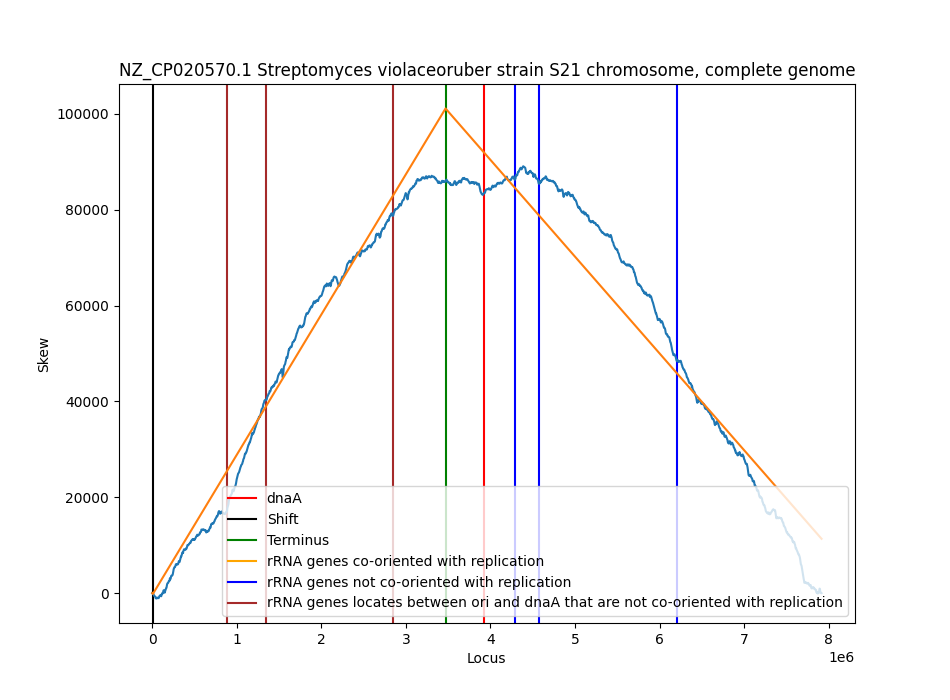 NZ_CP020570.1 Streptomyces violaceoruber strain S21 chromosome, complete genome
Skew
100000
80000
60000
40000
20000
0
dnaA
Shift
Terminus
rRNA genes co-oriented with replication
rRNA genes not co-oriented with replication
rRNA genes locates between ori and dnaA that are not co-oriented with replication
0 1 2 3 4 5 6 7 8
1e6
Locus